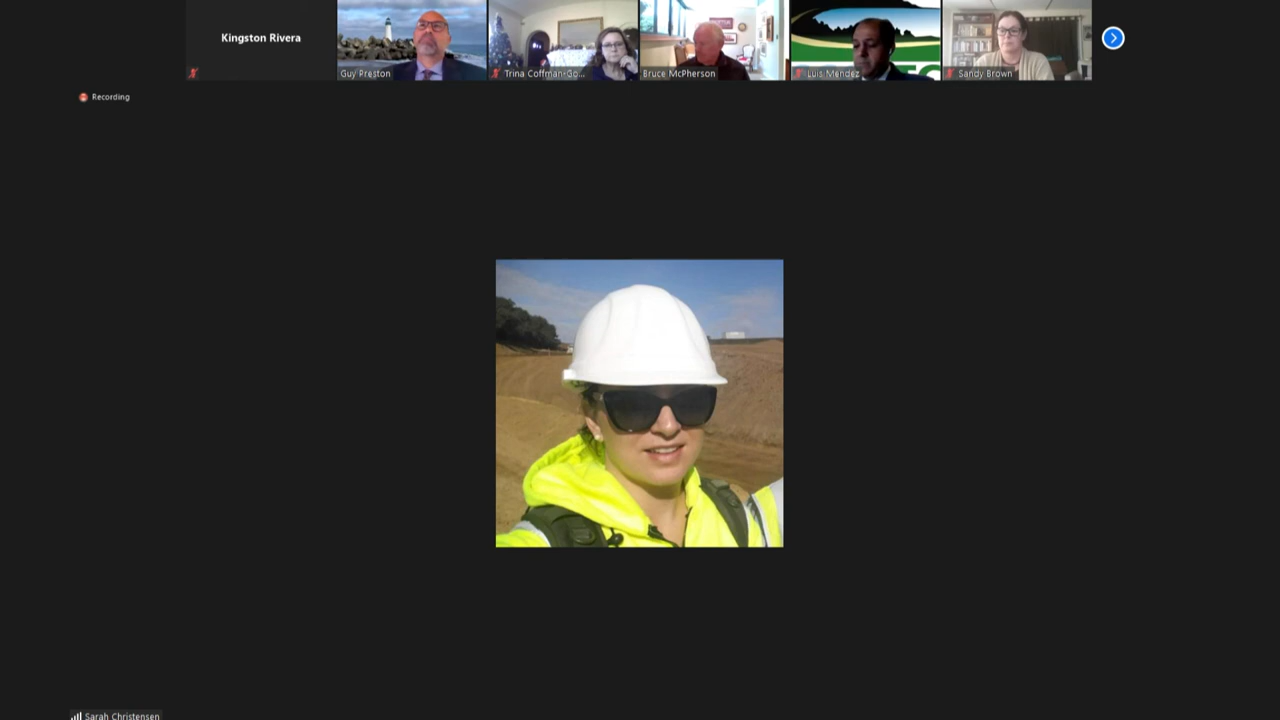 Kingston Rivera
Guy Preston
Trina Coffman-Go...
Bruce McPherson
Luis Mendez
Sandy Brown
Recording
Sarah Christensen